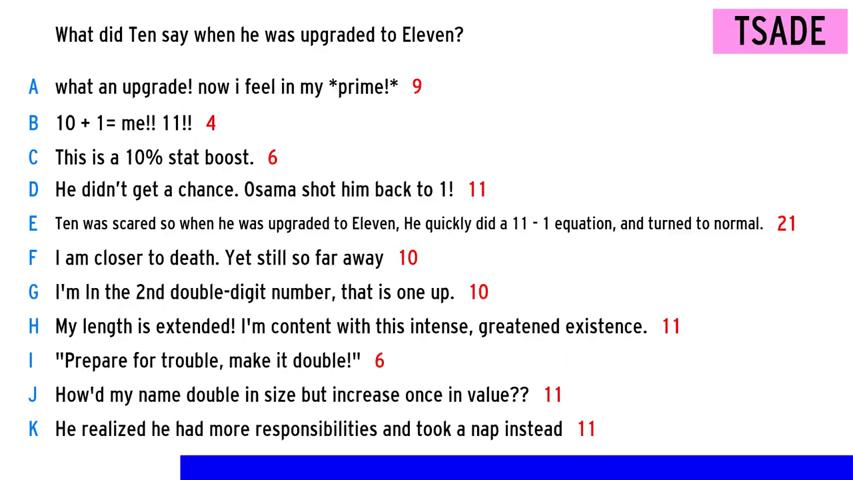 What did Ten say when he was upgraded to Eleven?
TSADE
A what an upgrade! now i feel in my *prime!* 9
B 10 + 1= me!! 11!! 4
C This is a 10% stat boost. 6
D He didn't get a chance. Osama shot him back to 1! 11
E Ten was scared so when he was upgraded to Eleven, He quickly did a 11 - 1 equation, and turned to normal. 21
F I am closer to death. Yet still so far away 10
G I'm In the 2nd double-digit number, that is one up. 10
H My length is extended! I'm content with this intense, greatened existence. 11
I "Prepare for trouble, make it double!" 6
J How'd my name double in size but increase once in value?? 11
K He realized he had more responsibilities and took a nap instead 11